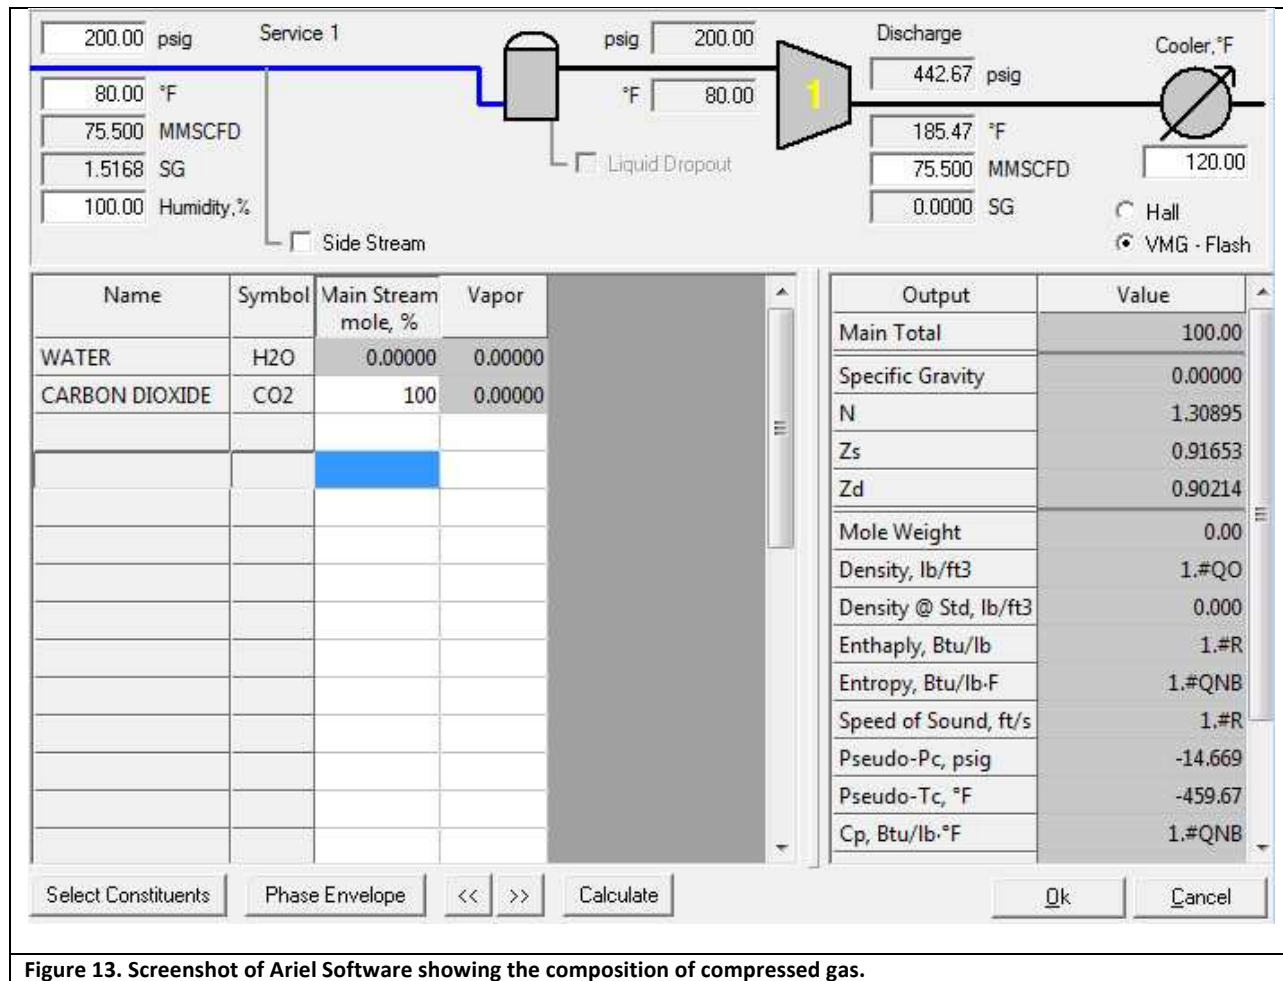 200.00 psig Service 1 psig 200.00 Discharge Cooler,°F
442.67 psig
80.00 °F °F 80.00 1
75.500 MMSCFD 185.47 °F
1.5168 SG Liquid Dropout 75.500 MMSCFD 120.00
100.00 Humidity,% 0.0000 SG Hall
Side Stream VMG - Flash
Name Symbol Main Stream mole, % Vapor
WATER H2O 0.00000 0.00000
CARBON DIOXIDE CO2 100 0.00000
Output Value
Main Total 100.00
Specific Gravity 0.00000
N 1.30895
Zs 0.91653
Zd 0.90214
Mole Weight 0.00
Density, lb/ft3 1.#QO
Density @ Std, lb/ft3 0.000
Enthaply, Btu/lb 1.#R
Entropy, Btu/lb·F 1.#QNB
Speed of Sound, ft/s 1.#R
Pseudo-Pc, psig -14.669
Pseudo-Tc, °F -459.67
Cp, Btu/lb·°F 1.#QNB
Select Constituents Phase Envelope << >> Calculate Ok Cancel
Figure 13. Screenshot of Ariel Software showing the composition of compressed gas.